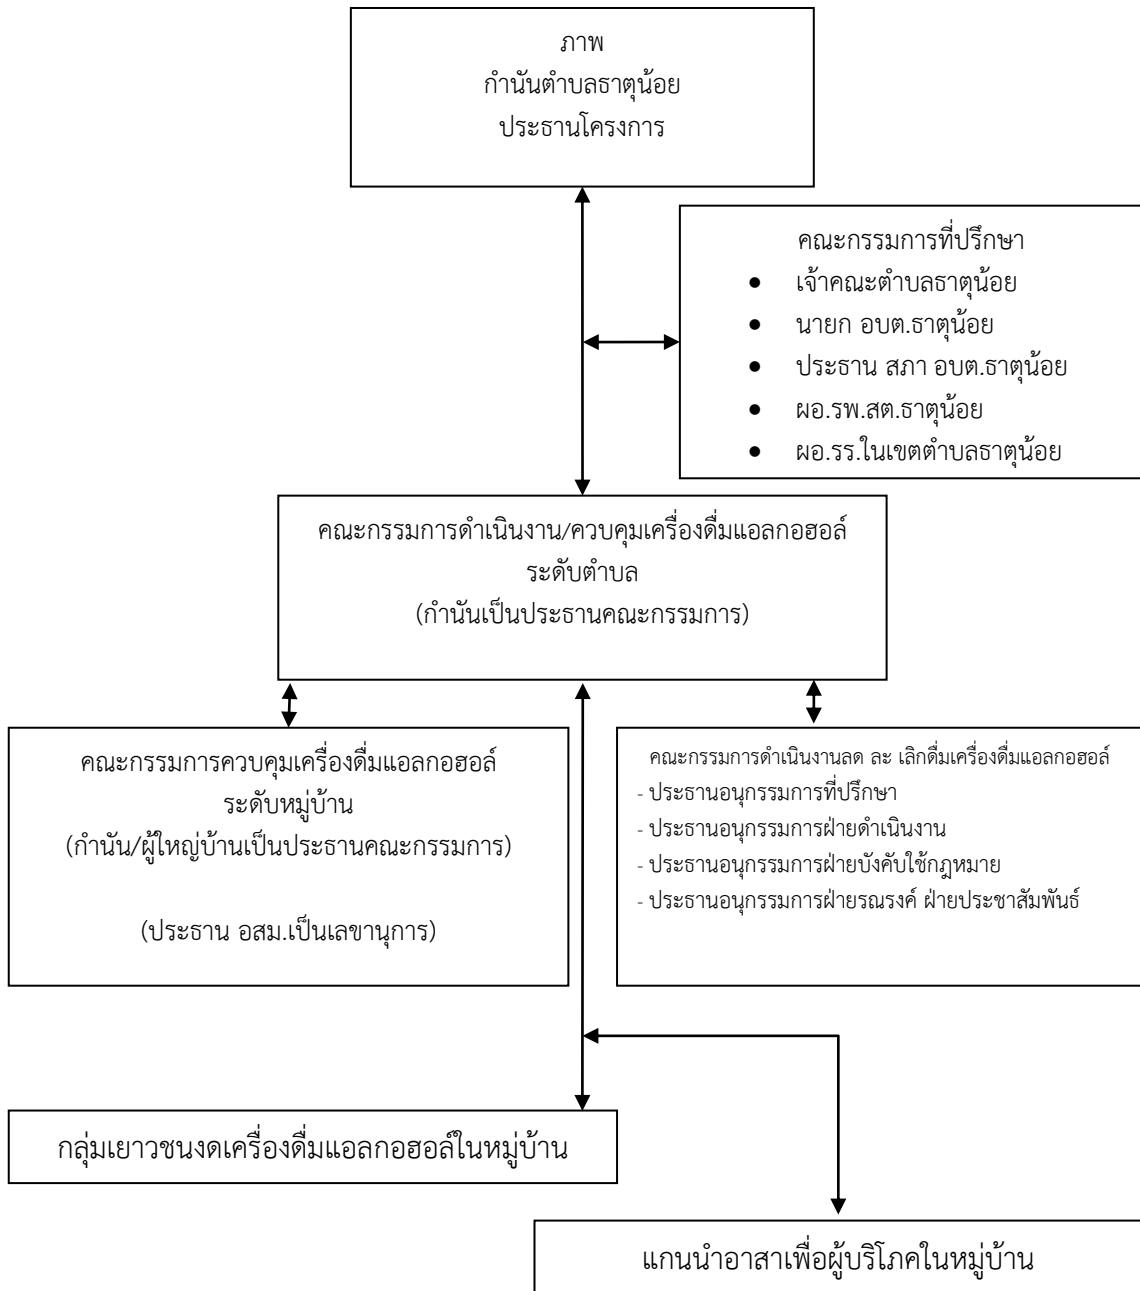 ภาพ
กำนันตำบลธาตุน้อย
ประธานโครงการ
คณะกรรมการที่ปรึกษา
● เจ้าคณะตำบลธาตุน้อย
● นายก อบต.ธาตุน้อย
● ประธาน สภา อบต.ธาตุน้อย
● ผอ.รพ.สต.ธาตุน้อย
● ผอ.รร.ในเขตตำบลธาตุน้อย
คณะกรรมการดำเนินงาน/ควบคุมเครื่องดื่มแอลกอฮอล์
ระดับตำบล
(กำนันเป็นประธานคณะกรรมการ)
คณะกรรมการควบคุมเครื่องดื่มแอลกอฮอล์
ระดับหมู่บ้าน
(กำนัน/ผู้ใหญ่บ้านเป็นประธานคณะกรรมการ)
(ประธาน อสม.เป็นเลขานุการ)
คณะกรรมการดำเนินงานลด ละ เลิกดื่มเครื่องดื่มแอลกอฮอล์
- ประธานอนุกรรมการที่ปรึกษา
- ประธานอนุกรรมการฝ่ายดำเนินงาน
- ประธานอนุกรรมการฝ่ายบังคับใช้กฎหมาย
- ประธานอนุกรรมการฝ่ายรณรงค์ ฝ่ายประชาสัมพันธ์
กลุ่มเยาวชนงดเครื่องดื่มแอลกอฮอล์ในหมู่บ้าน
แกนนำอาสาเพื่อผู้บริโภคในหมู่บ้าน